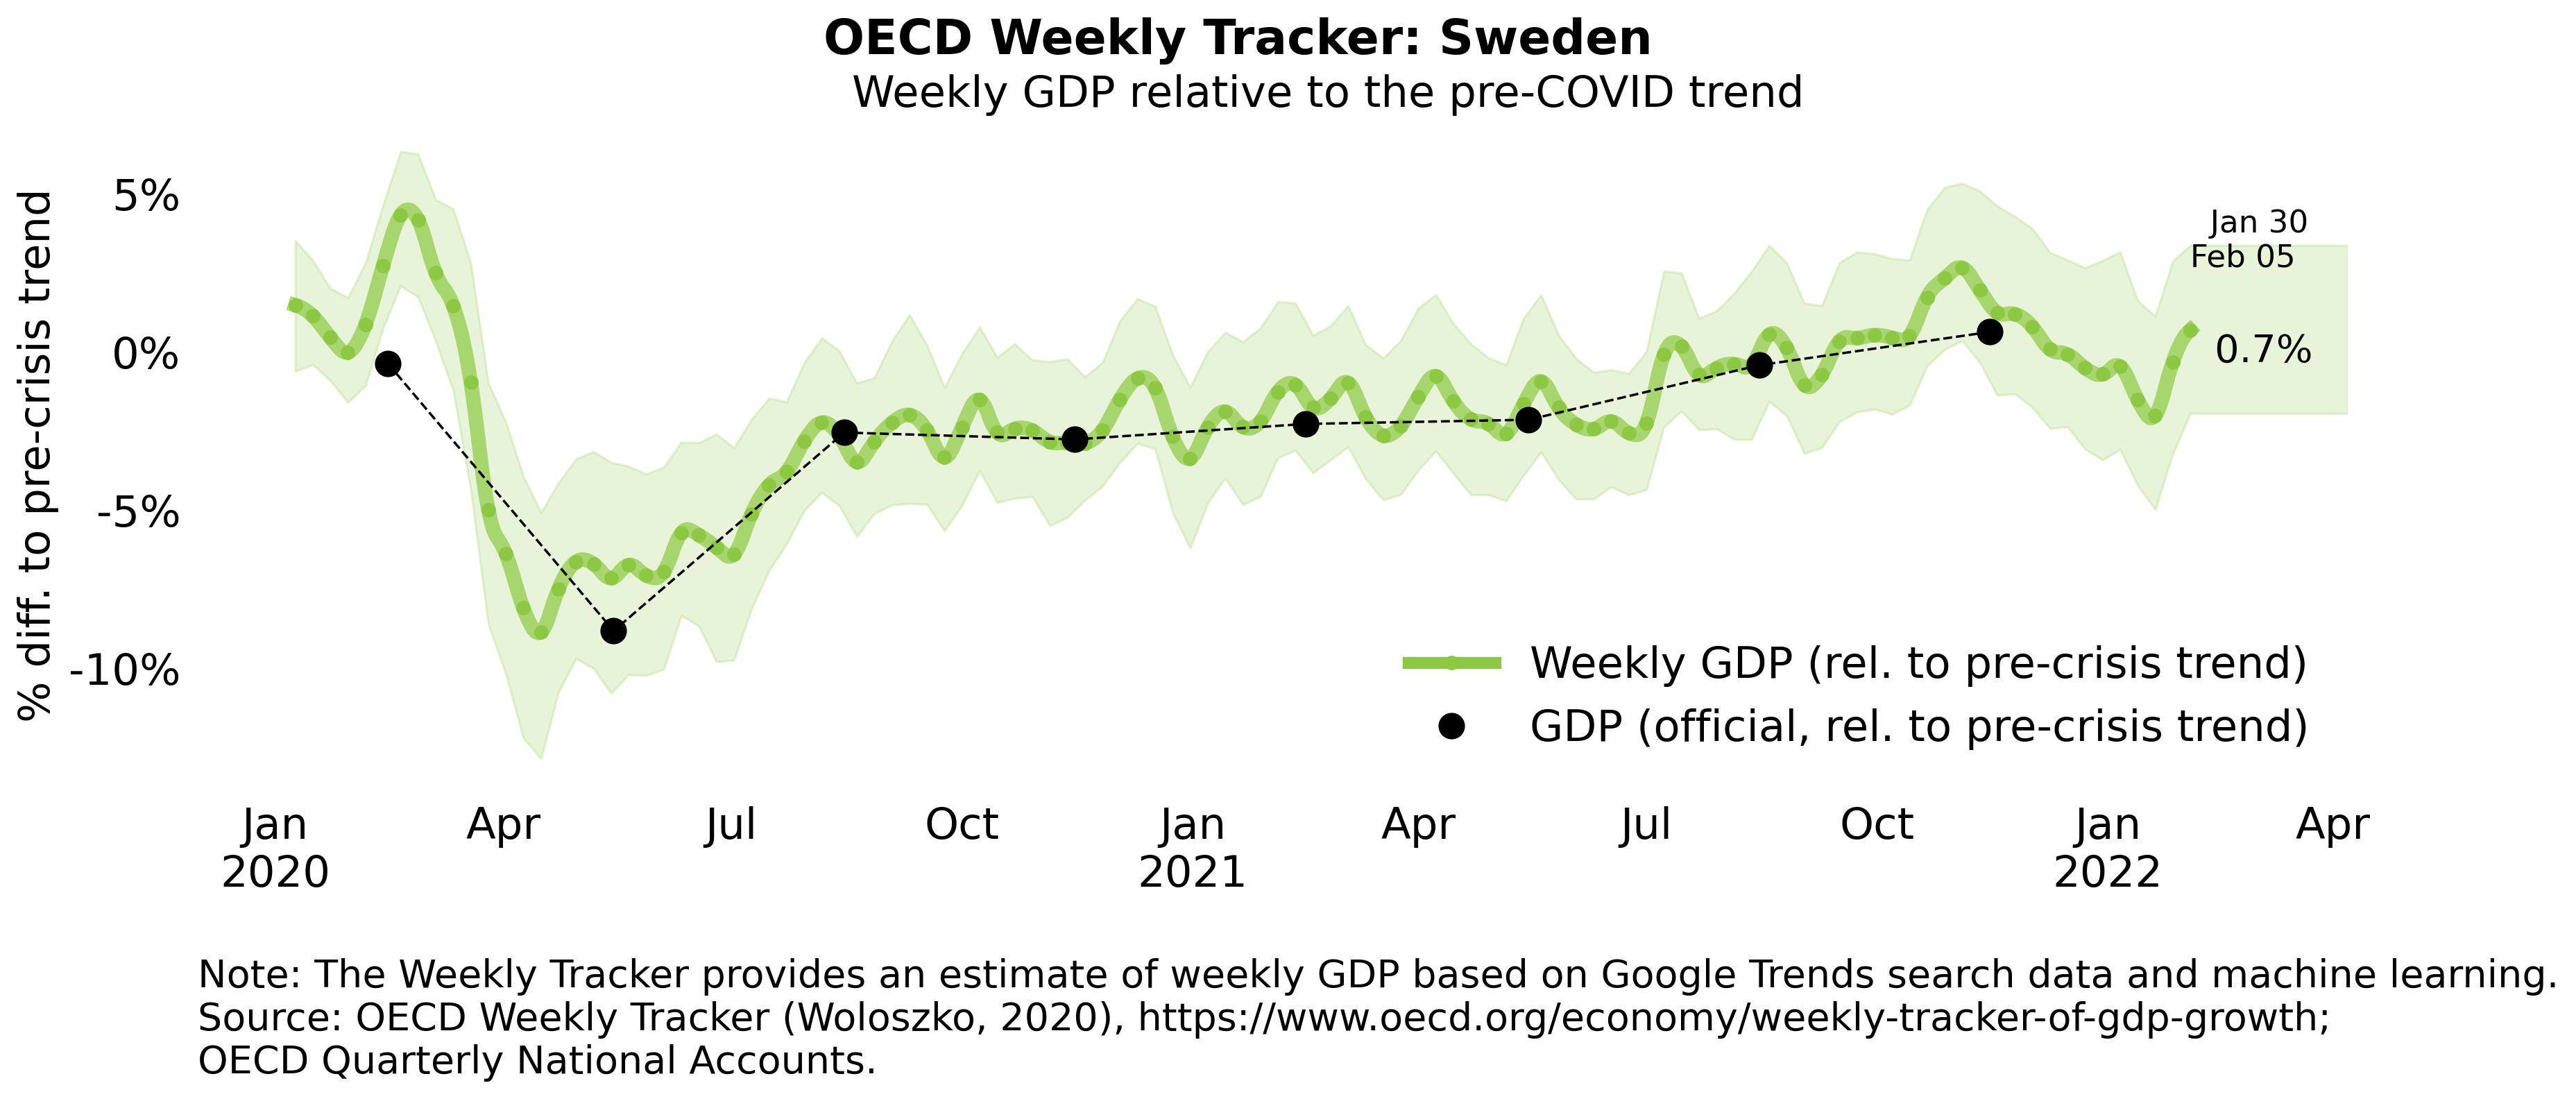 OECD Weekly Tracker: Sweden
Weekly GDP relative to the pre-COVID trend
% diff. to pre-crisis trend
5%
0%
-5%
-10%
Jan 30
Feb 05
0.7%
Weekly GDP (rel. to pre-crisis trend)
GDP (official, rel. to pre-crisis trend)
Jan Apr Jul Oct Jan Apr Jul Oct Jan Apr
2020 2021 2022
Note: The Weekly Tracker provides an estimate of weekly GDP based on Google Trends search data and machine learning.
Source: OECD Weekly Tracker (Woloszko, 2020), https://www.oecd.org/economy/weekly-tracker-of-gdp-growth;
OECD Quarterly National Accounts.